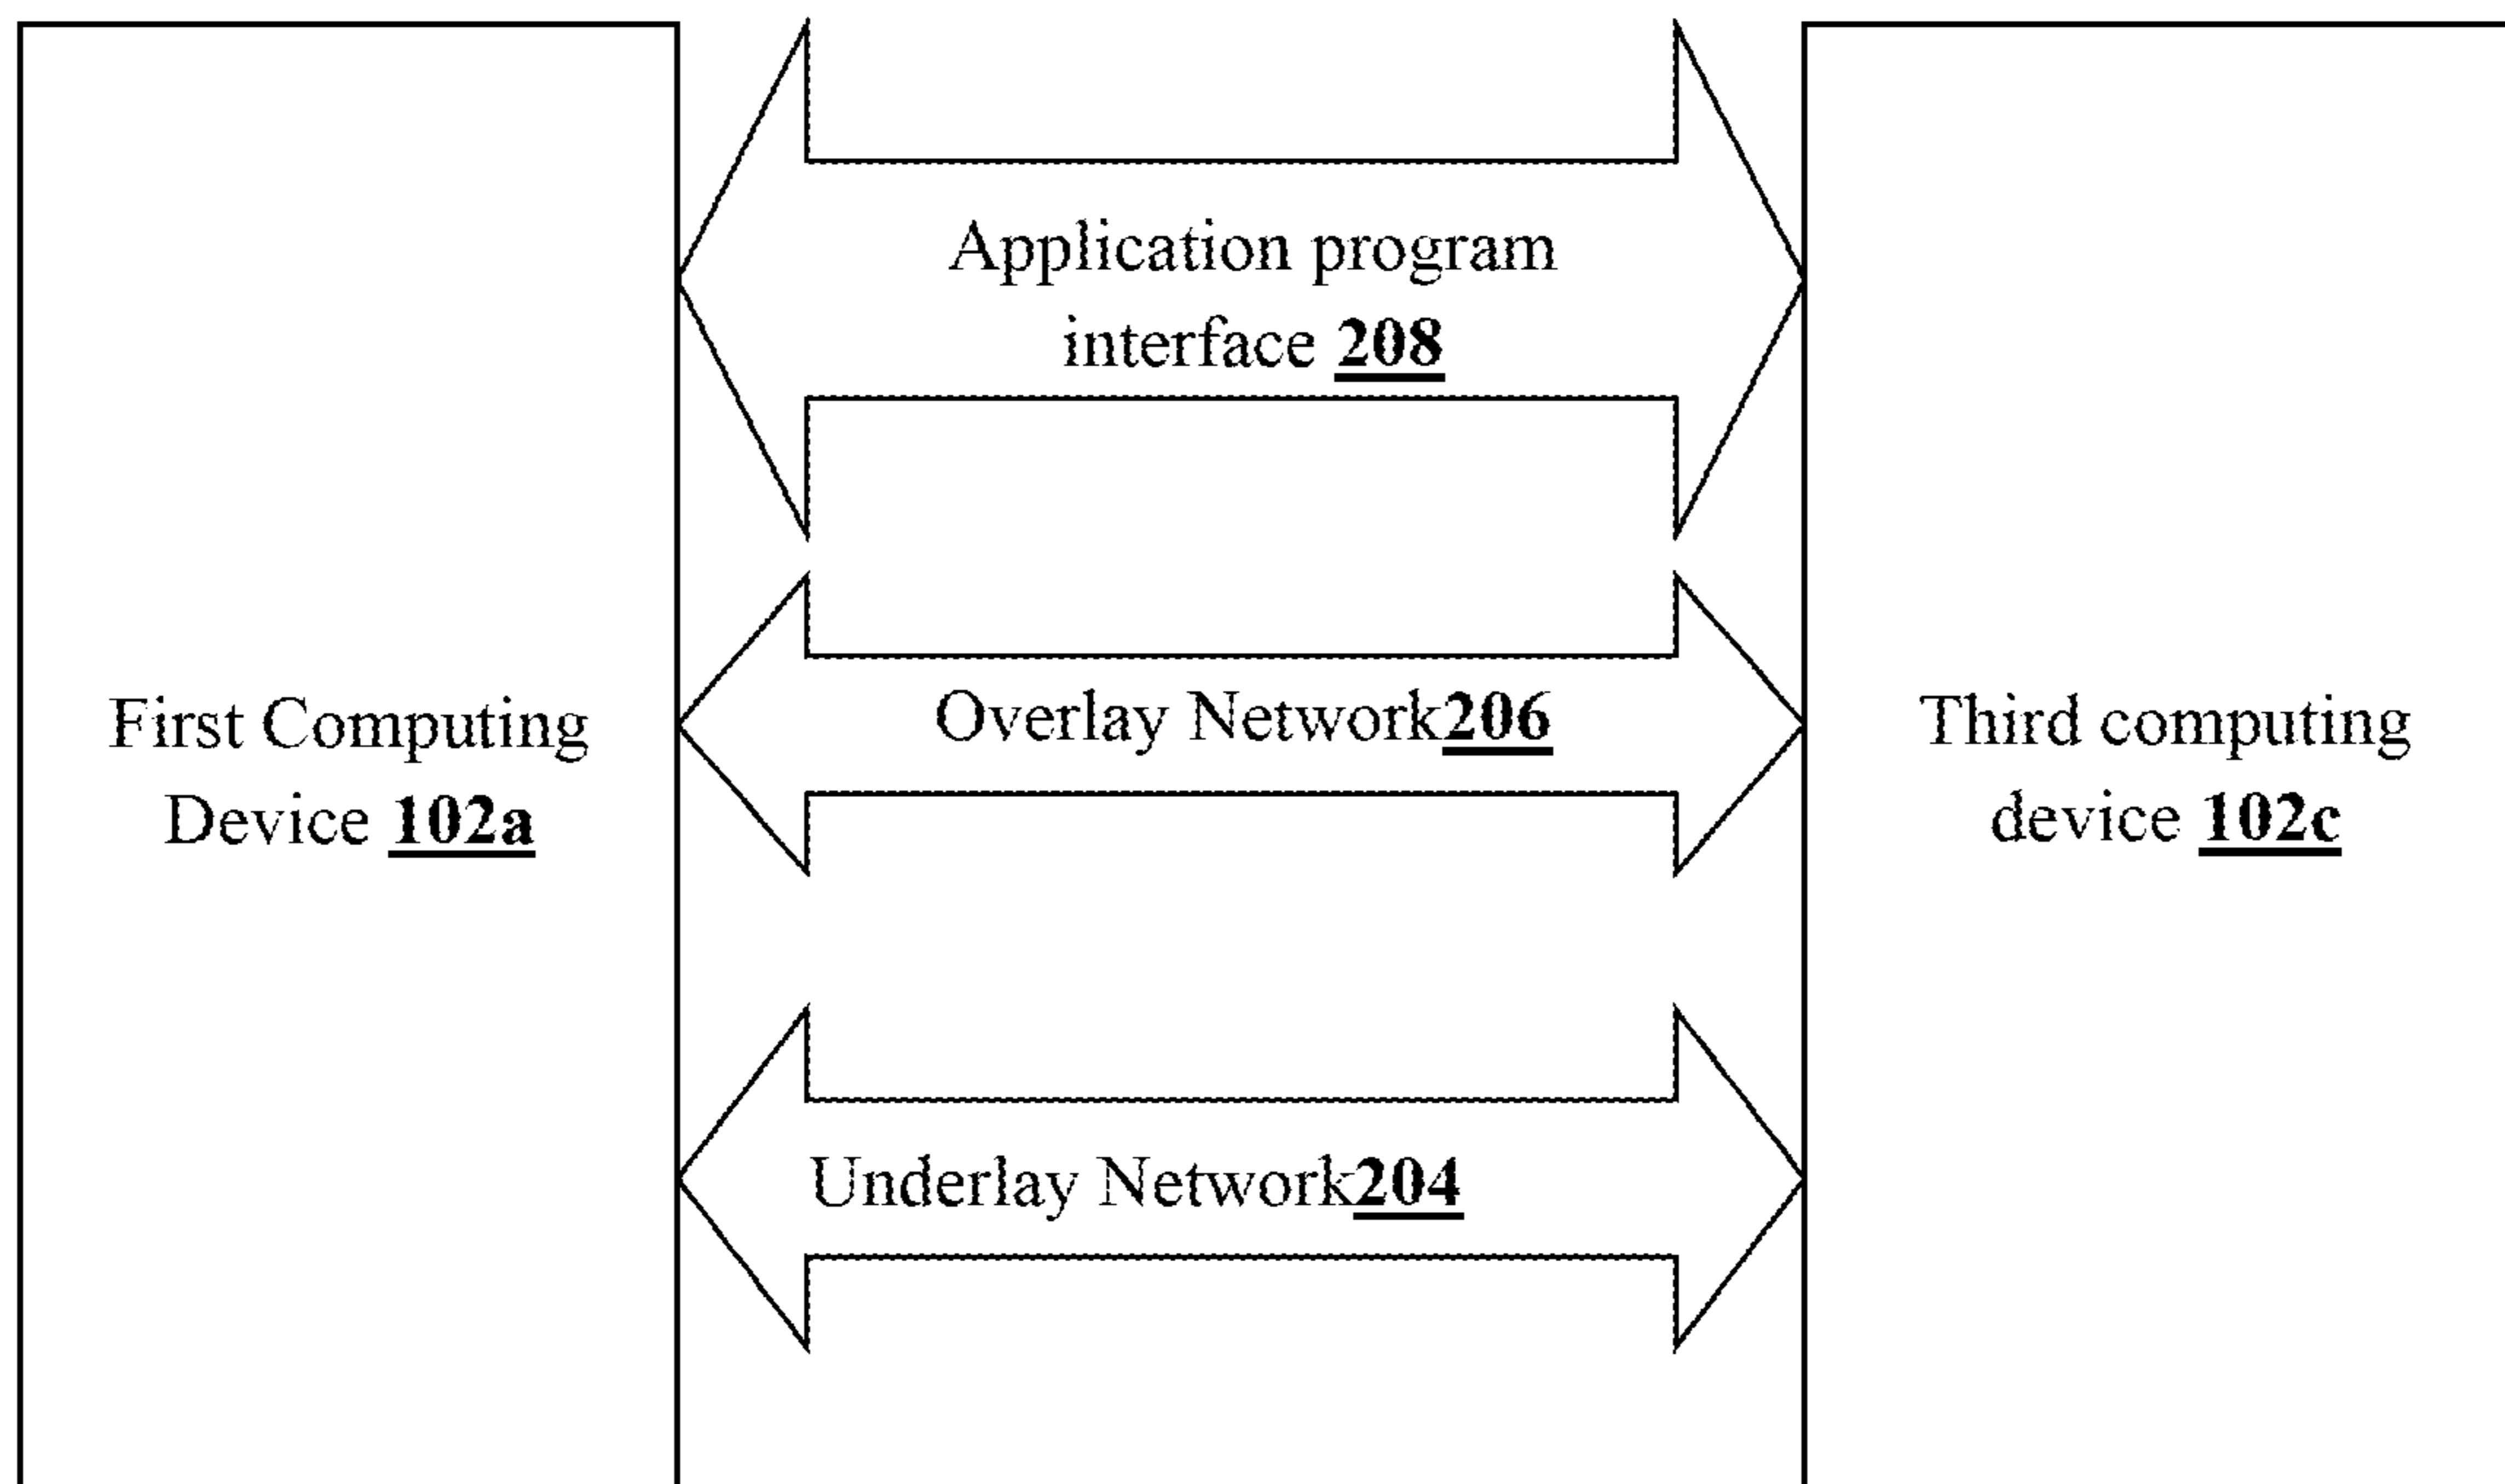 Application program
interface 208
First Computing
Device 102a
Overlay Network206
Third computing
device 102c
Underlay Network204